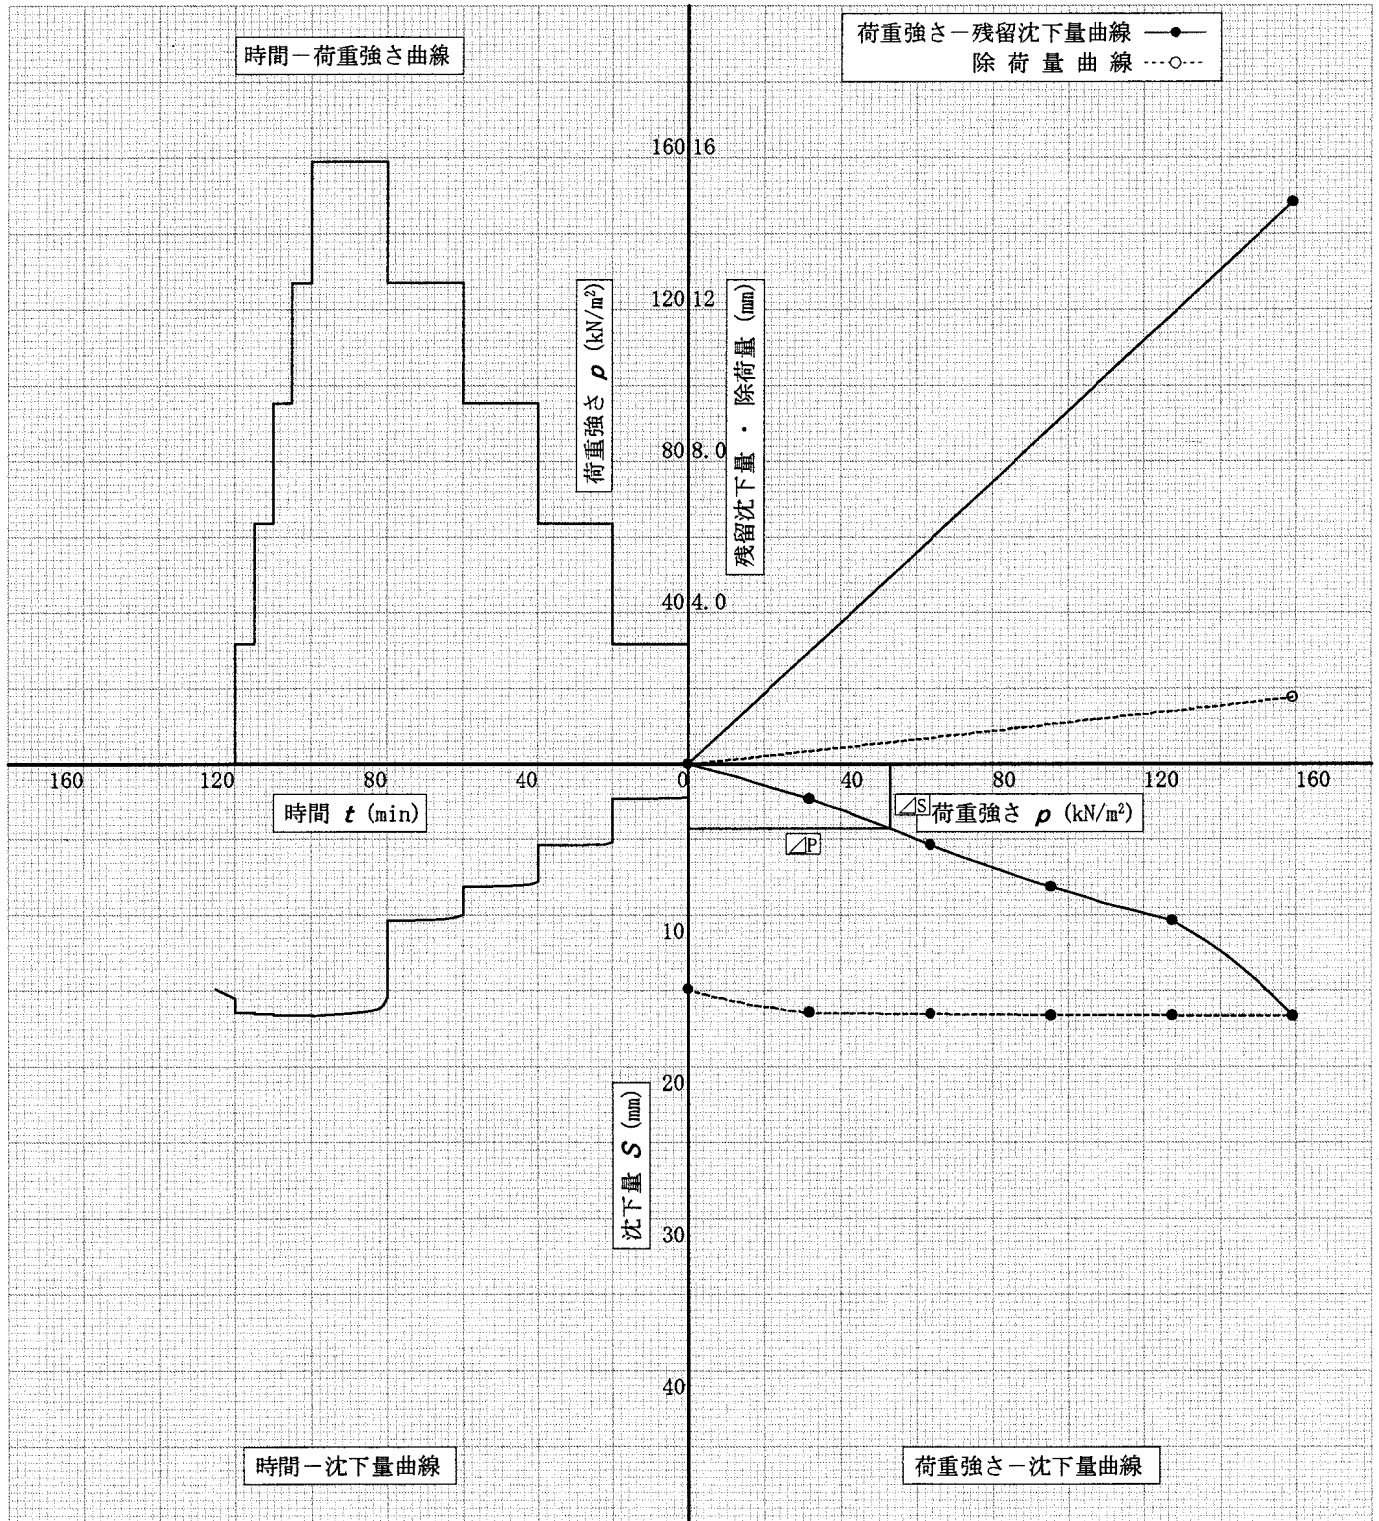 時間－荷重強さ曲線
荷重強さ－残留沈下量曲線
除 荷 量 曲 線
160 16
120 12
80 8.0
40 4.0
荷重強さ p (kN/m²)
残留沈下量 ・ 除荷量 (mm)
160 120 80 40 0 40 80 120 160
時間 t (min)
⊿S
荷重強さ p (kN/m²)
⊿P
10
20
30
40
沈下量 S (mm)
時間－沈下量曲線
荷重強さ－沈下量曲線